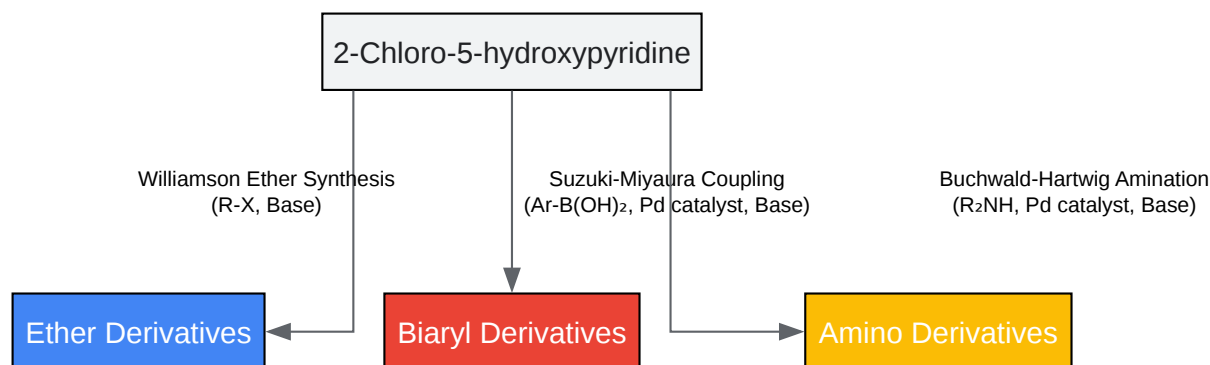 2-Chloro-5-hydroxypyridine
Williamson Ether Synthesis
(R-X, Base)
Suzuki-Miyaura Coupling
(Ar-B(OH)₂, Pd catalyst, Base)
Buchwald-Hartwig Amination
(R₂NH, Pd catalyst, Base)
Ether Derivatives
Biaryl Derivatives
Amino Derivatives